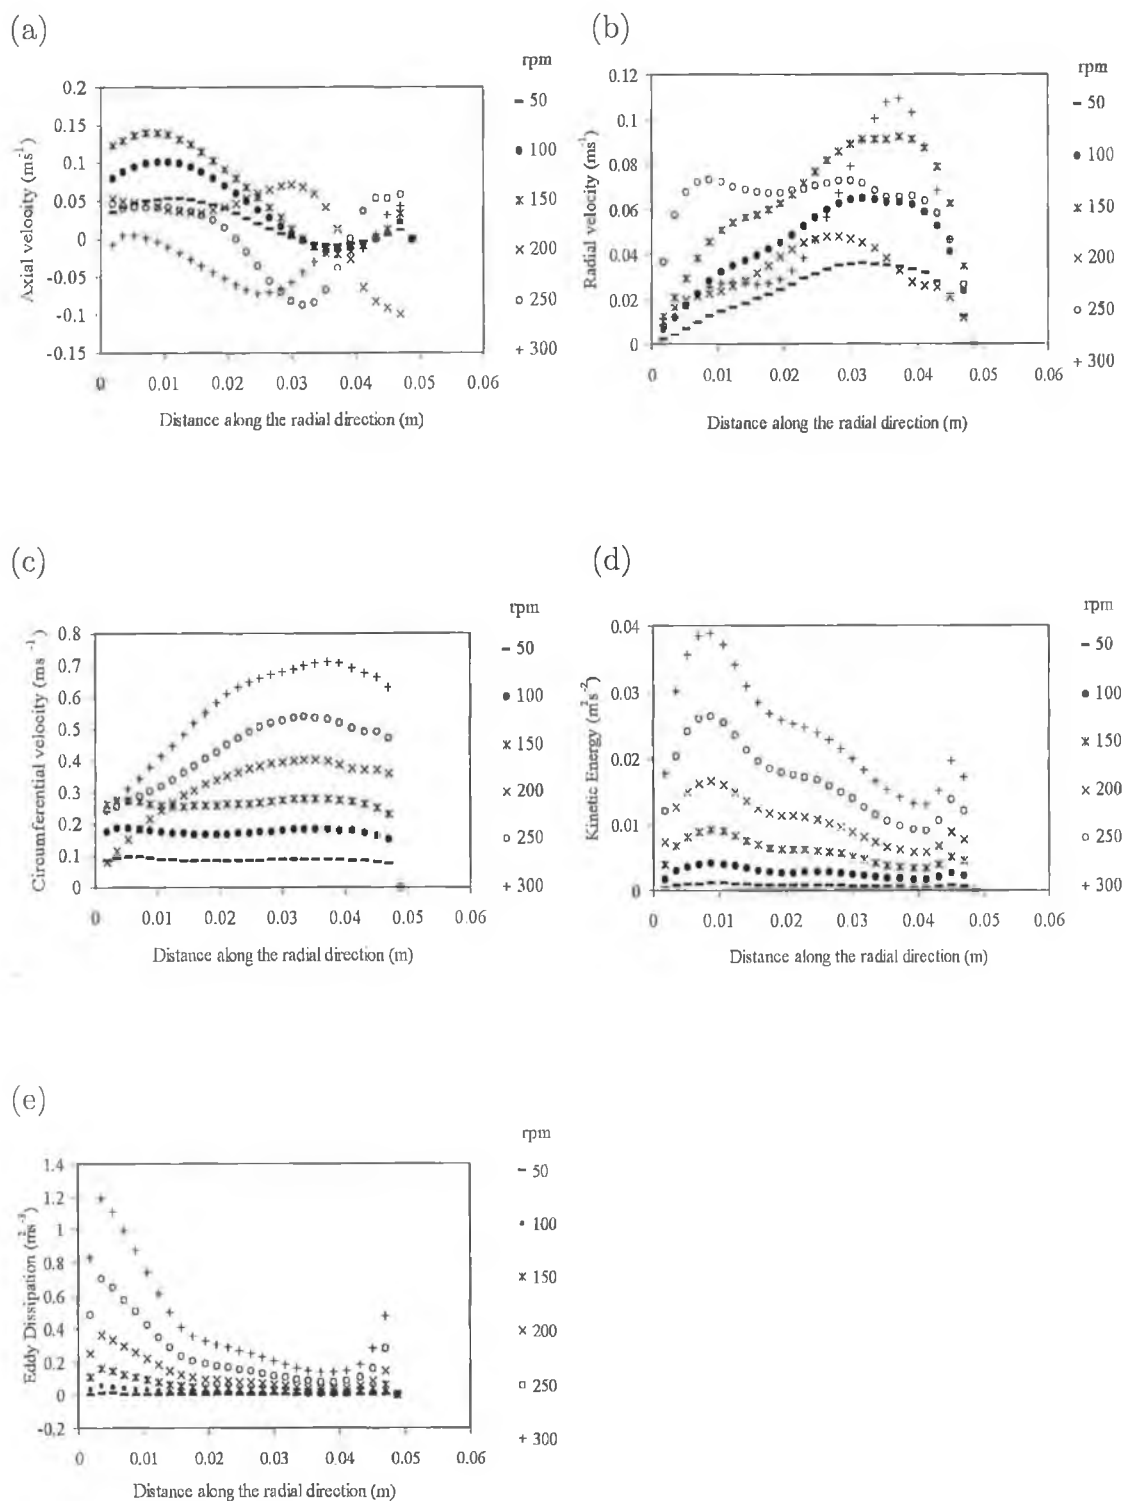 (a)
rpm
Axial velocity (ms⁻¹)
0.2
0.15
0.1
0.05
0
-0.05
-0.1
-0.15
0 0.01 0.02 0.03 0.04 0.05 0.06
Distance along the radial direction (m)
50
100
150
200
250
300
(b)
rpm
Radial velocity (ms⁻¹)
0.12
0.1
0.08
0.06
0.04
0.02
0
0 0.01 0.02 0.03 0.04 0.05 0.06
Distance along the radial direction (m)
50
100
150
200
250
300
(c)
rpm
Circumferential velocity (ms⁻¹)
0.8
0.7
0.6
0.5
0.4
0.3
0.2
0.1
0
0 0.01 0.02 0.03 0.04 0.05 0.06
Distance along the radial direction (m)
50
100
150
200
250
300
(d)
rpm
Kinetic Energy (m²s⁻²)
0.04
0.03
0.02
0.01
0
0 0.01 0.02 0.03 0.04 0.05 0.06
Distance along the radial direction (m)
50
100
150
200
250
300
(e)
rpm
Eddy Dissipation (m²s⁻³)
1.4
1.2
1
0.8
0.6
0.4
0.2
0
-0.2
0 0.01 0.02 0.03 0.04 0.05 0.06
Distance along the radial direction (m)
50
100
150
200
250
300